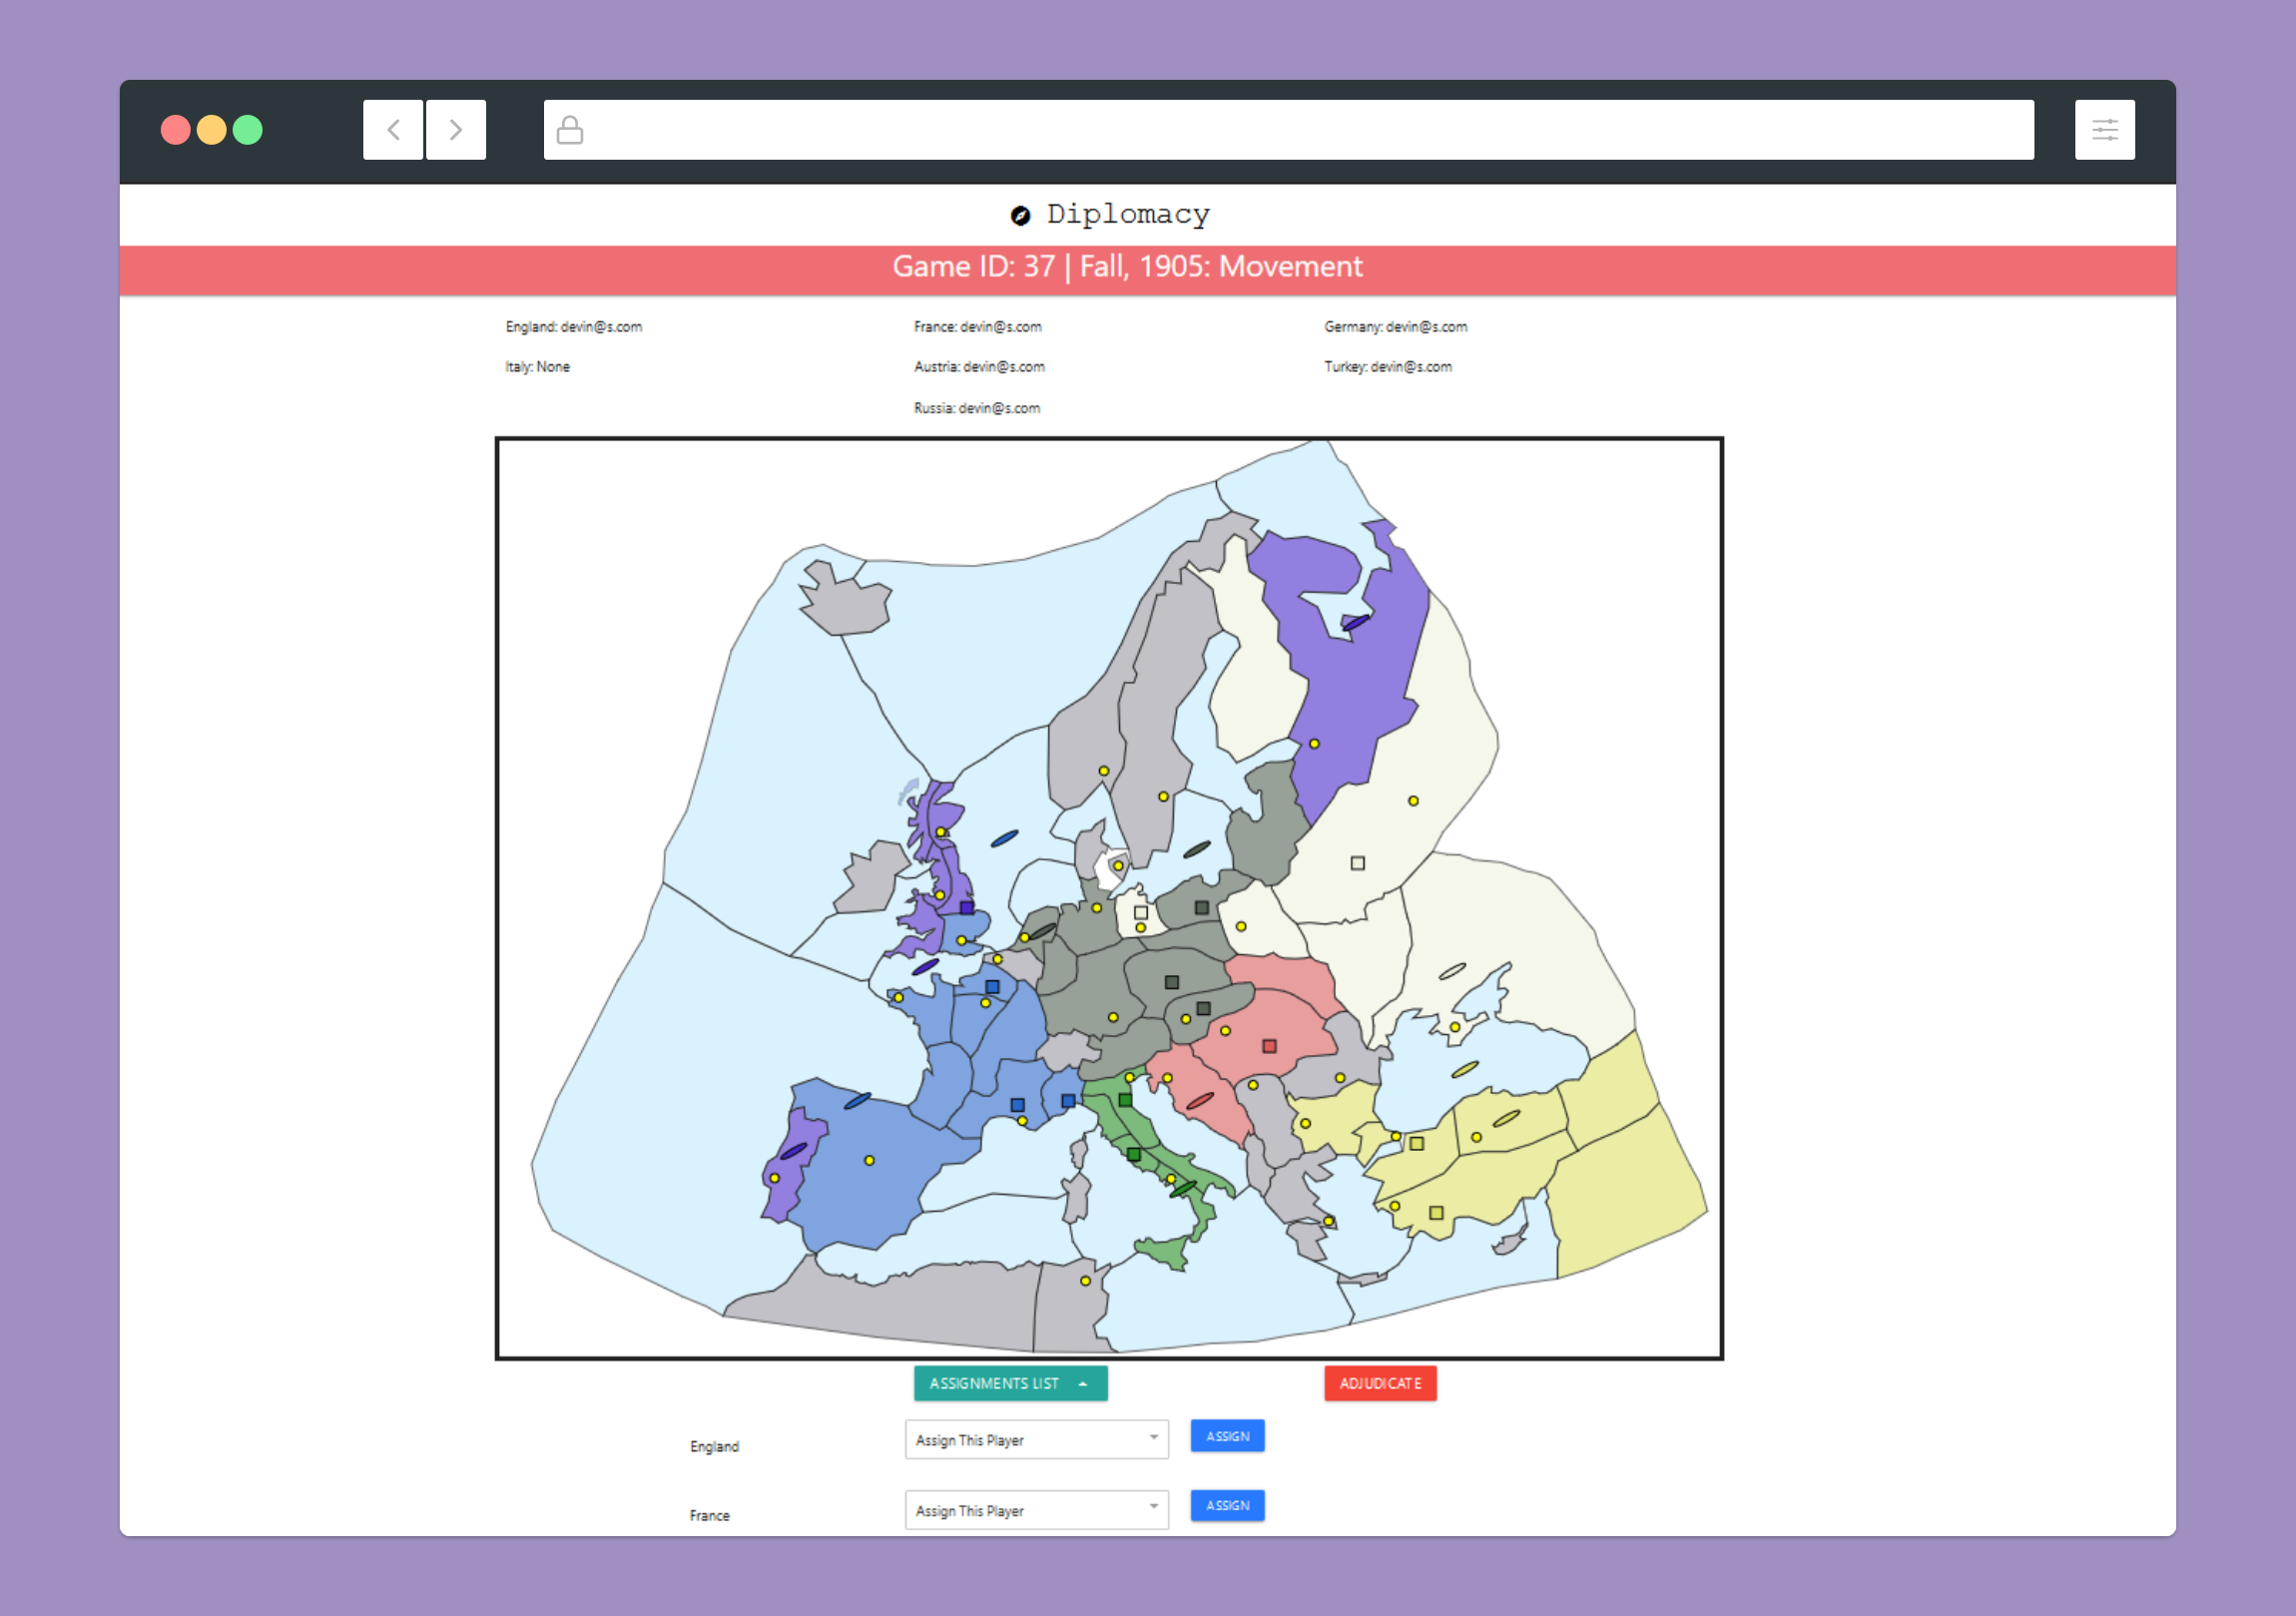 Diplomacy
Game ID: 37 | Fall, 1905: Movement
England: devin@s.com
France: devin@s.com
Germany: devin@s.com
Italy: None
Austria: devin@s.com
Turkey: devin@s.com
Russia: devin@s.com
ASSIGNMENTS LIST
ADJUDICATE
England
Assign This Player
ASSIGN
France
Assign This Player
ASSIGN